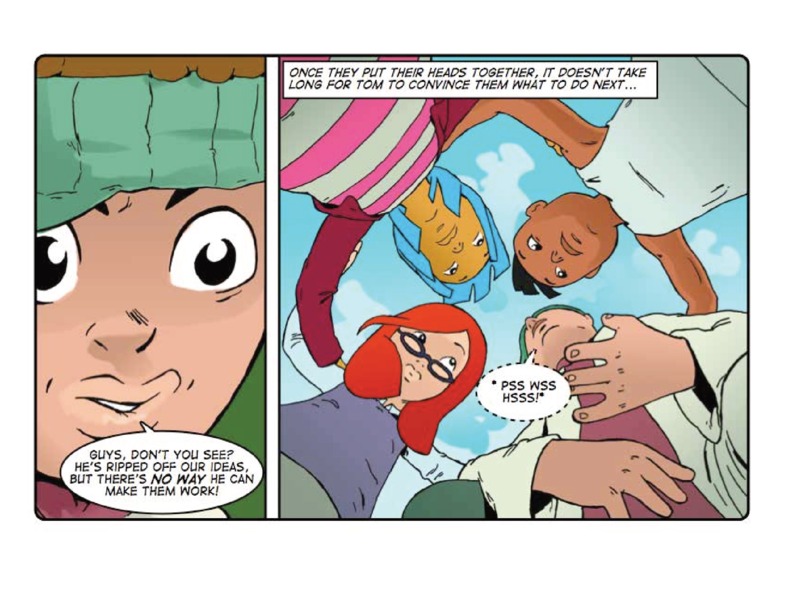 GUYS, DON'T YOU SEE?
HE'S RIPPED OFF OUR IDEAS,
BUT THERE'S NO WAY HE CAN
MAKE THEM WORK!
ONCE THEY PUT THEIR HEADS TOGETHER, IT DOESN'T TAKE
LONG FOR TOM TO CONVINCE THEM WHAT TO DO NEXT...
* PSS WSS
HSSS!*